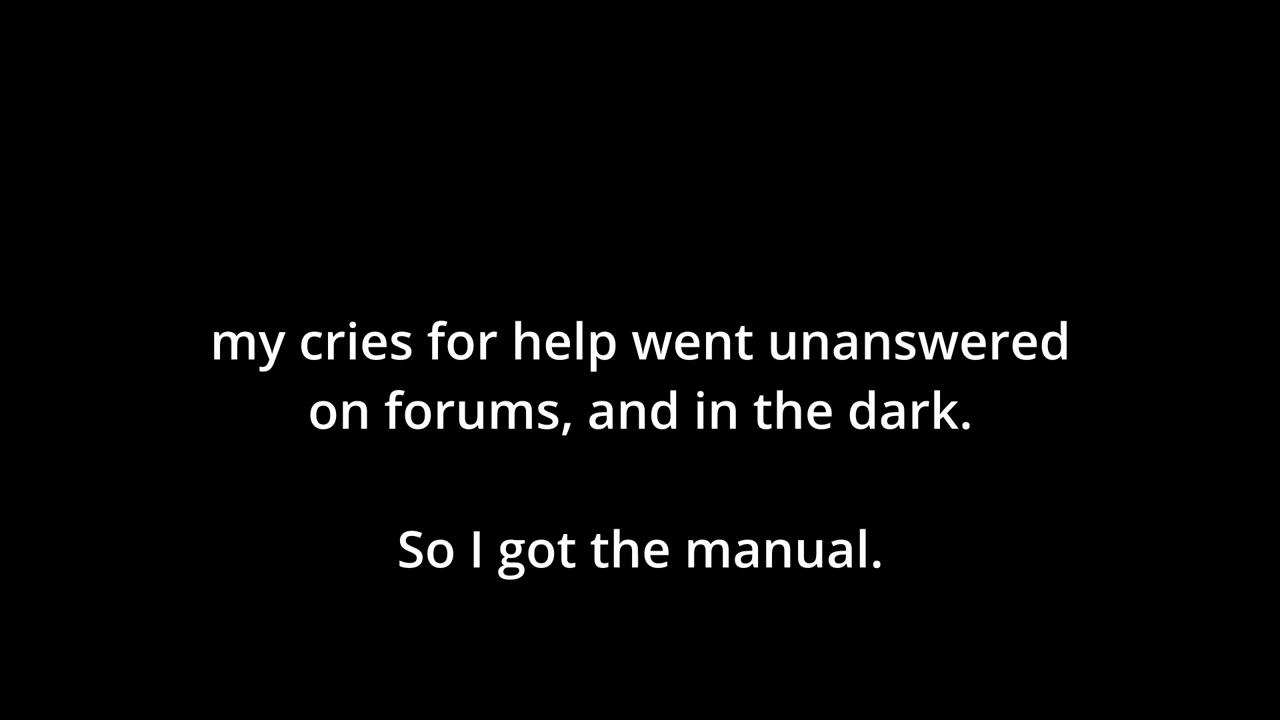 my cries for help went unanswered
on forums, and in the dark.
So I got the manual.